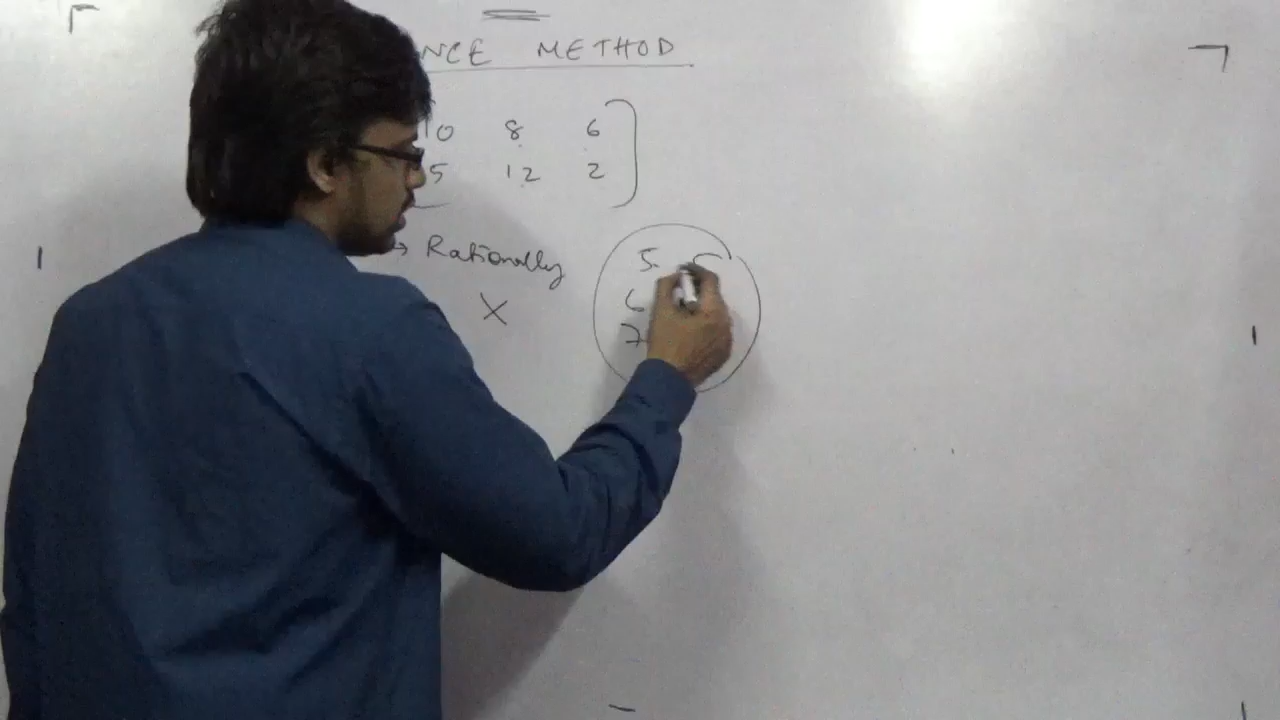 NCE METHOD
10 8 6
5 12 2
→ Rationally
X
5
6
7